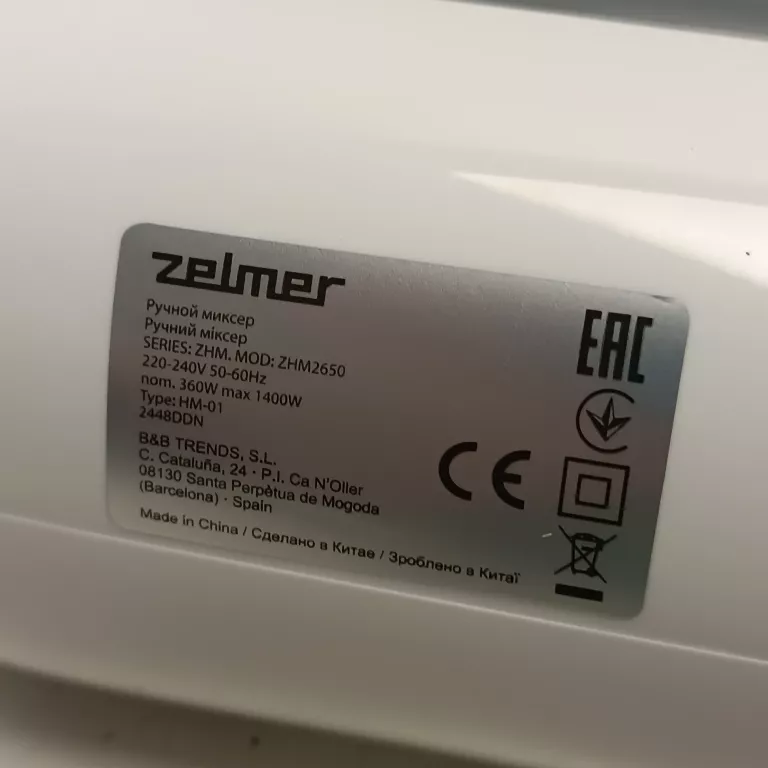 zelmer
Ручной миксер
Ручний міксер
SERIES: ZHM. MOD: ZHM2650
220-240V 50-60Hz
nom. 360W max 1400W
Type: HM-01
2448DDN
B&B TRENDS, S.L.
C. Cataluña, 24 · P.I. Ca N'Oller
08130 Santa Perpètua de Mogoda
(Barcelona) · Spain
Made in China / Сделано в Китае / Зроблено в Китаї
EAC
CE